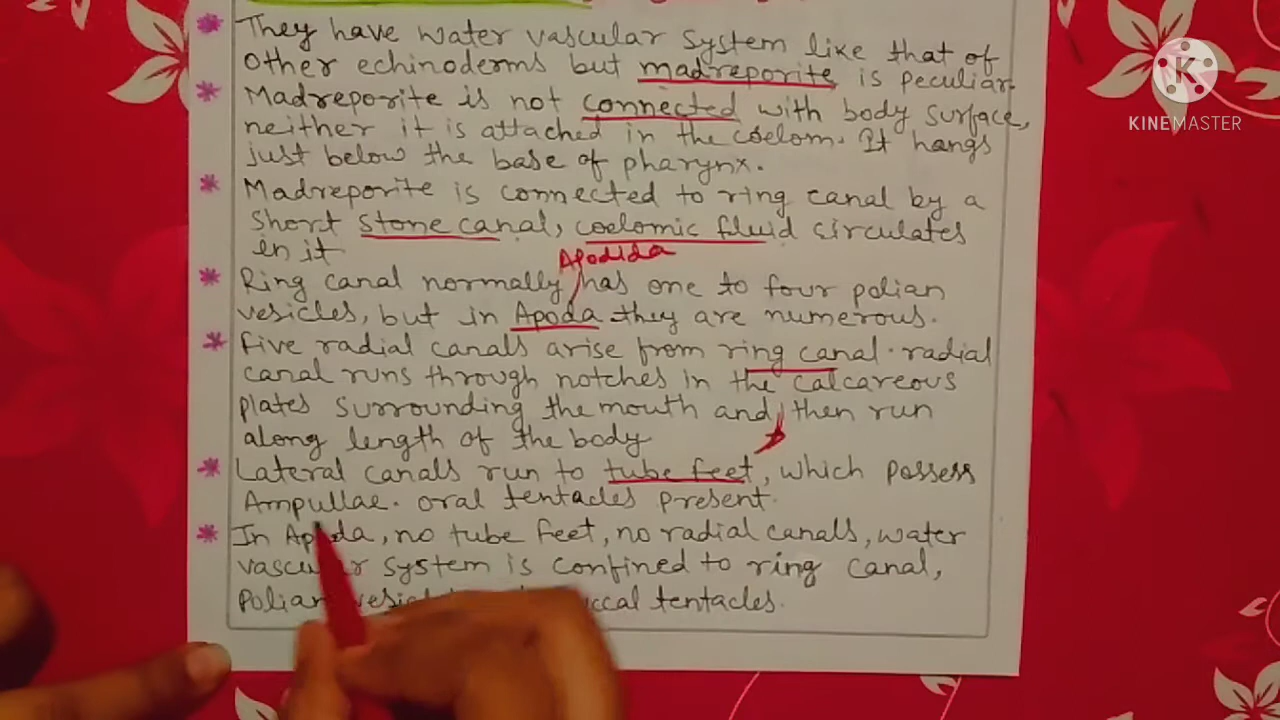 They have water vascular system like that of
other echinoderms but madreporite is peculiar.
Madreporite is not connected with body surface,
neither it is attached in the coelom. It hangs
just below the base of pharynx.
Madreporite is connected to ring canal by a
short stone canal, coelomic fluid circulates
in it
Apodida
Ring canal normally has one to four polian
vesicles, but in Apoda they are numerous.
Five radial canals arise from ring canal. radial
canal runs through notches in the calcareous
plates surrounding the mouth and then run
along length of the body
Lateral canals run to tube feet, which possess
Ampullae. oral tentacles present.
In Apoda, no tube feet, no radial canals, water
vascular system is confined to ring canal,
Polian tentacles.
KINEMASTER